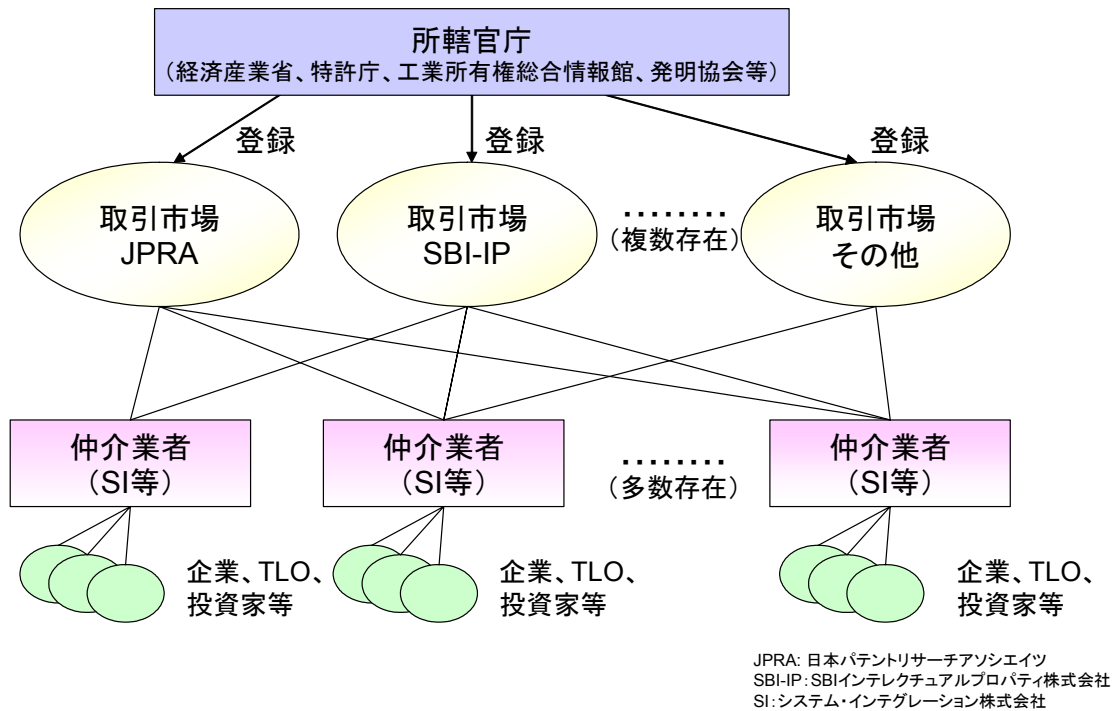 所轄官庁
（経済産業省、特許庁、工業所有権総合情報館、発明協会等）
登録
登録
登録
取引市場
JPRA
取引市場
SBI-IP
………
（複数存在）
取引市場
その他
仲介業者
（SI等）
仲介業者
（SI等）
………
（多数存在）
仲介業者
（SI等）
企業、TLO、
投資家等
企業、TLO、
投資家等
企業、TLO、
投資家等
JPRA: 日本パテントリサーチアソシエイツ
SBI-IP：SBIインテレクチュアルプロパティ株式会社
SI：システム・インテグレーション株式会社